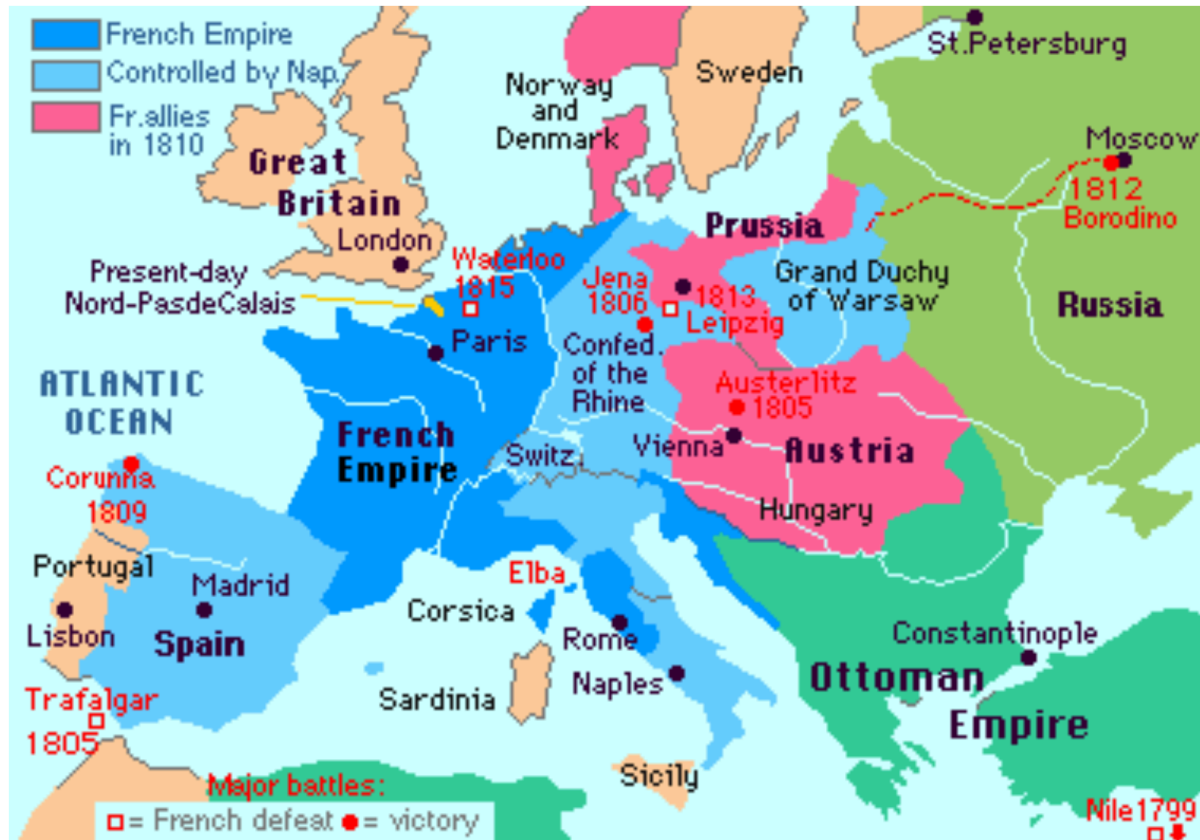 French Empire
Controlled by Nap.
Fr.allies
in 1810
St.Petersburg
Norway
and
Denmark
Sweden
Moscow
1812
Borodino
Great
Britain
London
Present-day
Nord-PasdeCalais
Waterloo
1815
Prussia
Jena
1806
1813
Leipzig
Grand Duchy
of Warsaw
Russia
Paris
Confed.
of the
Rhine
ATLANTIC
OCEAN
Austerlitz
1805
French
Empire
Switz.
Vienna
Austria
Hungary
Corunna
1809
Portugal
Madrid
Lisbon
Spain
Elba
Corsica
Rome
Naples
Sardinia
Constantinople
Ottoman
Empire
Trafalgar
1805
Sicily
Major battles:
= French defeat = victory
Nile1799